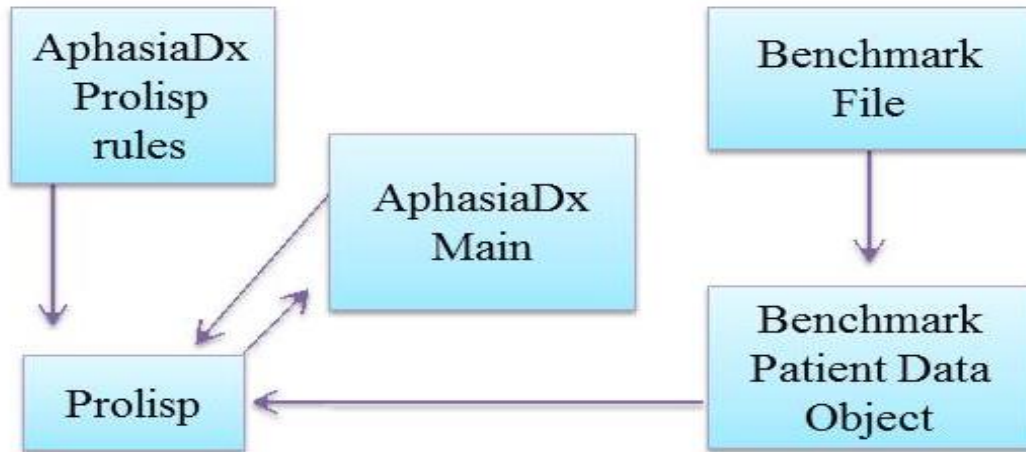 AphasiaDx
Prolisp
rules
Benchmark
File
AphasiaDx
Main
Prolisp
Benchmark
Patient Data
Object